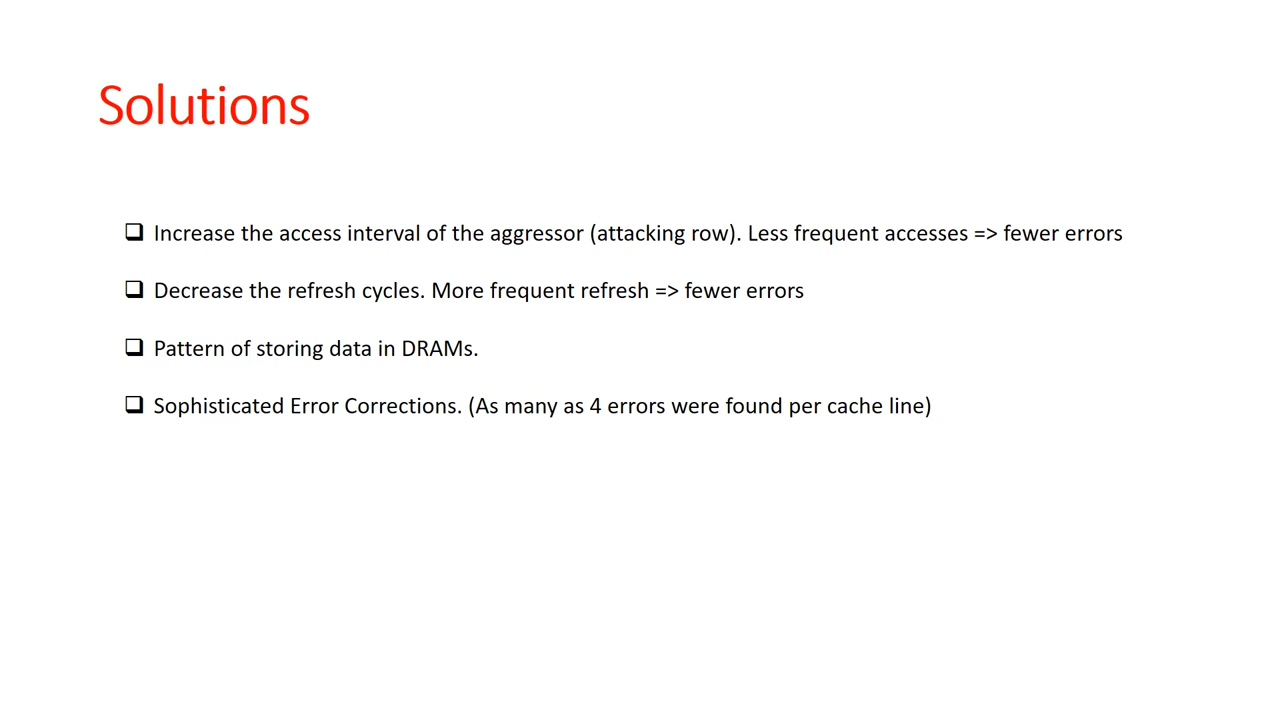 Solutions
❑ Increase the access interval of the aggressor (attacking row). Less frequent accesses => fewer errors
❑ Decrease the refresh cycles. More frequent refresh => fewer errors
❑ Pattern of storing data in DRAMs.
❑ Sophisticated Error Corrections. (As many as 4 errors were found per cache line)